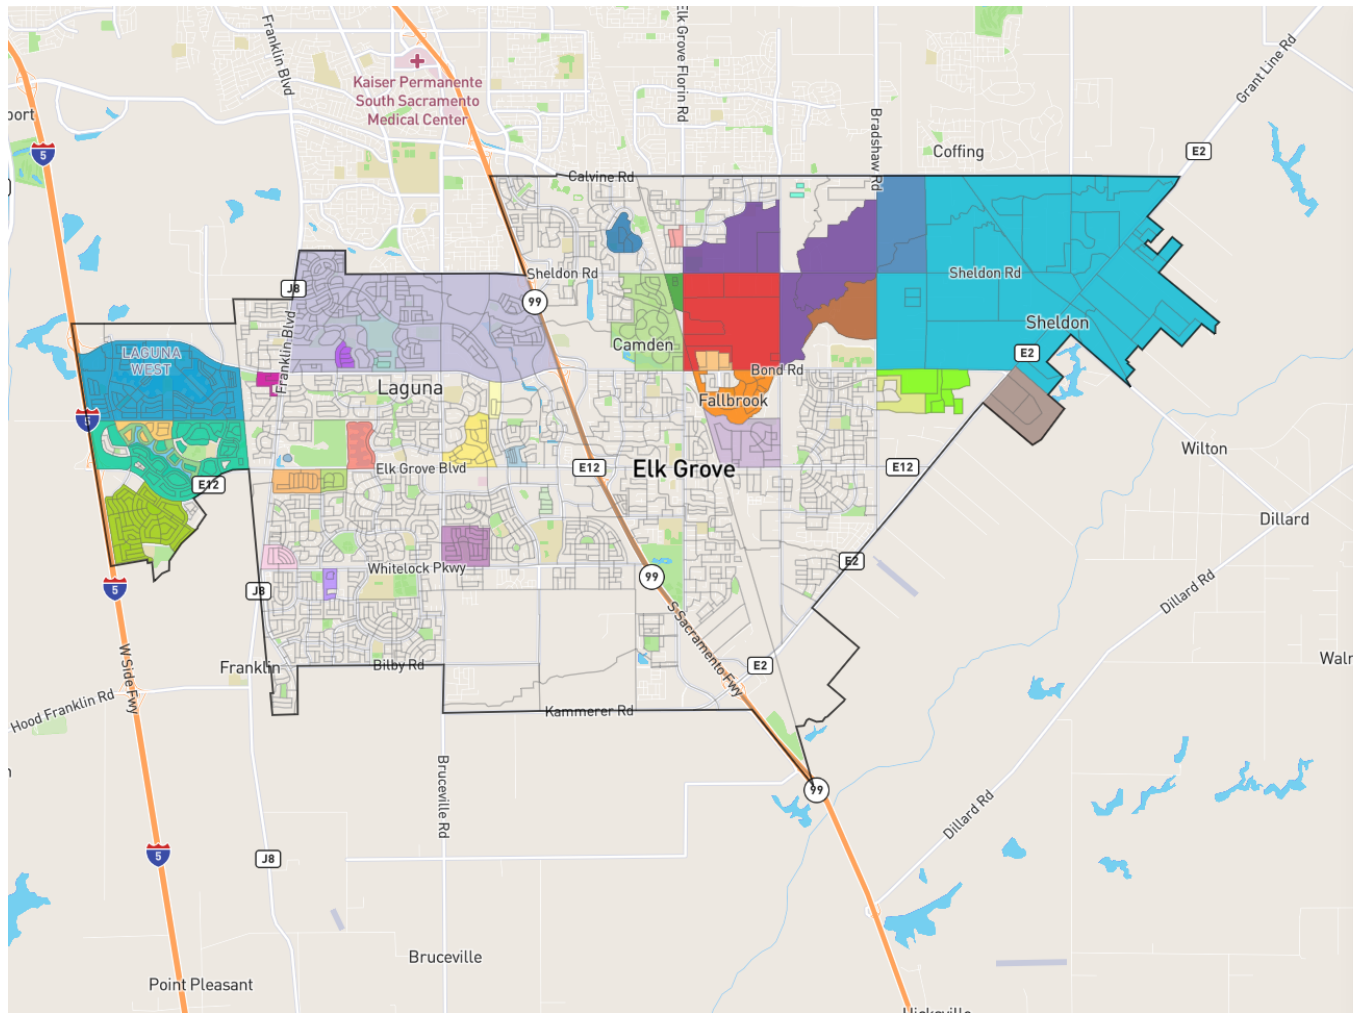 Franklin Blvd
Elk Grove Florin Rd
Grant Line Rd
Kaiser Permanente
South Sacramento
Medical Center
port
5
Bradshaw Rd
Coffing
E2
Calvine Rd
Sheldon Rd
Sheldon Rd
J8
99
Franklin Blvd
Sheldon
Camden
LAGUNA
WEST
E2
Bond Rd
Laguna
Fallbrook
5
Wilton
Elk Grove Blvd
E12
Elk Grove
E12
E12
Dillard
E2
Whitelock Pkwy
99
5
J8
Dillard Rd
S Sacramento Fwy
W Side Fwy
Franklin
Bilby Rd
E2
Hood Franklin Rd
Kammerer Rd
99
Bruceville Rd
Dillard Rd
5
J8
Bruceville
Point Pleasant